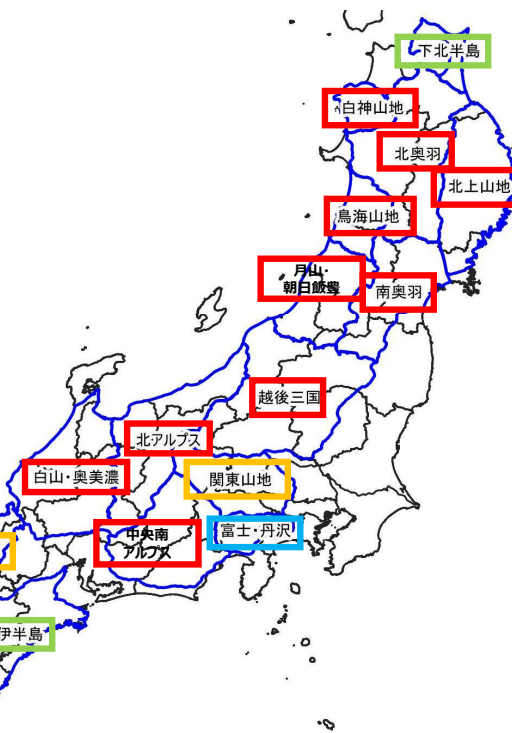 下北半島
白神山地
北奥羽
北上山地
鳥海山地
月山・
朝日飯豊
南奥羽
越後三国
北アルプス
白山・奥美濃
関東山地
中央南
アルプス
富士・丹沢
伊半島